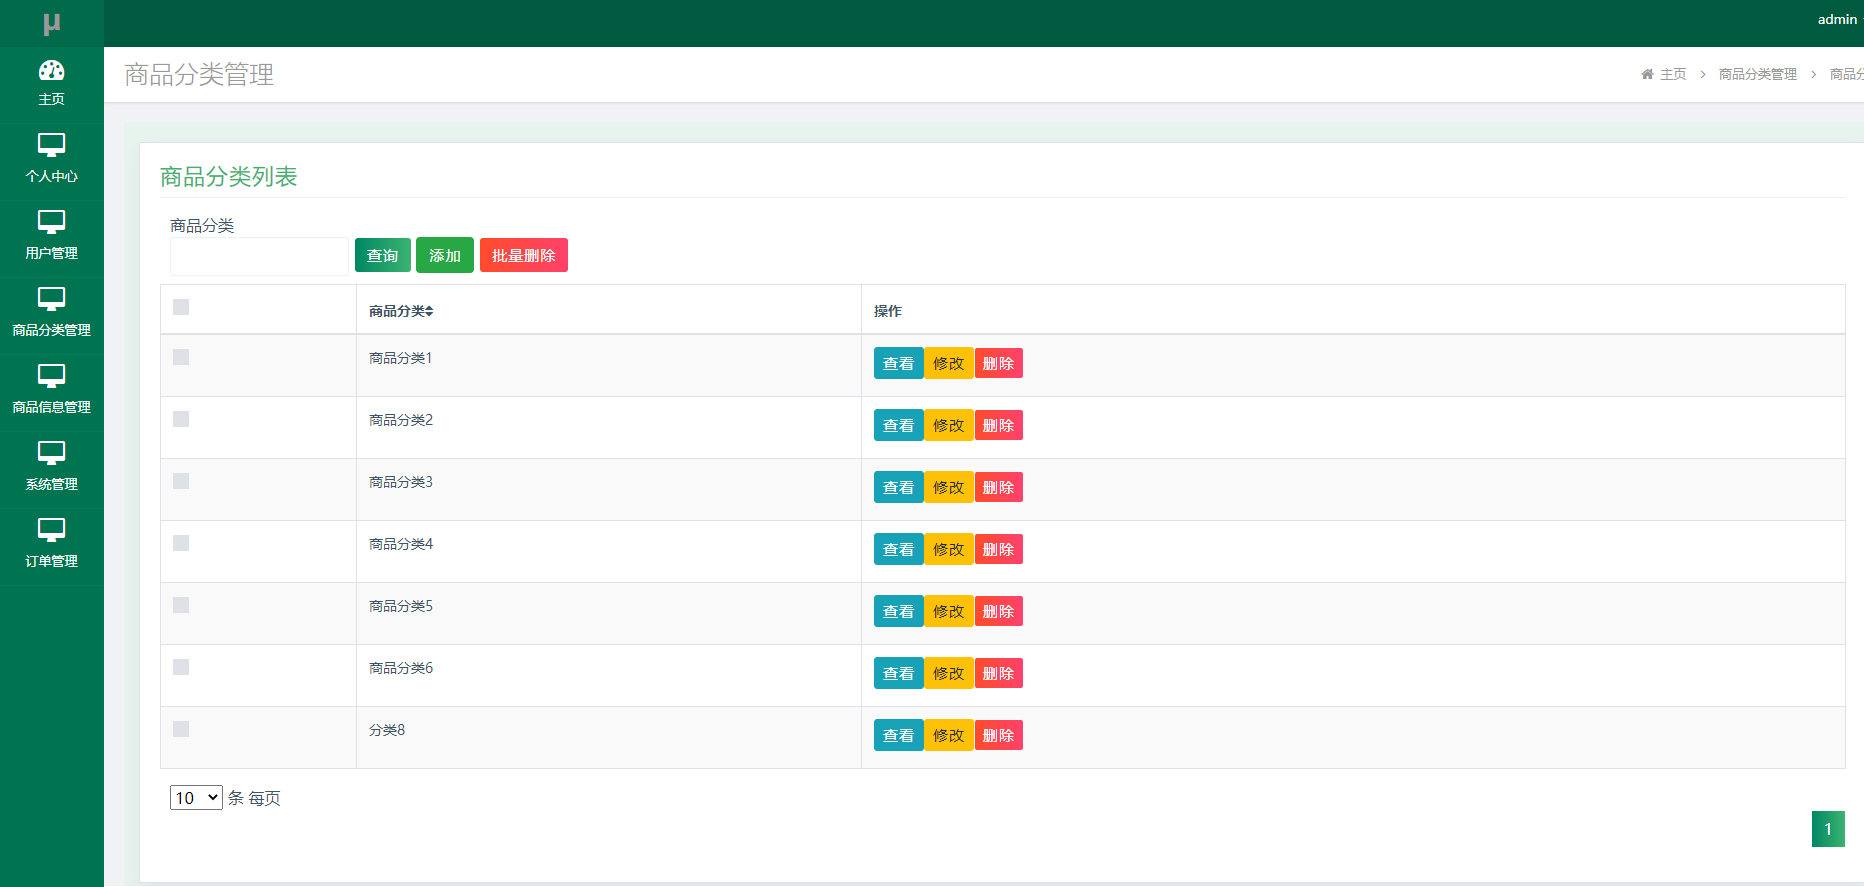 µ
admin
主页
个人中心
用户管理
商品分类管理
商品信息管理
系统管理
订单管理
商品分类管理
主页 > 商品分类管理 > 商品分
商品分类列表
商品分类
查询 添加 批量删除
商品分类 操作
商品分类1 查看 修改 删除
商品分类2 查看 修改 删除
商品分类3 查看 修改 删除
商品分类4 查看 修改 删除
商品分类5 查看 修改 删除
商品分类6 查看 修改 删除
分类8 查看 修改 删除
10 条 每页
1